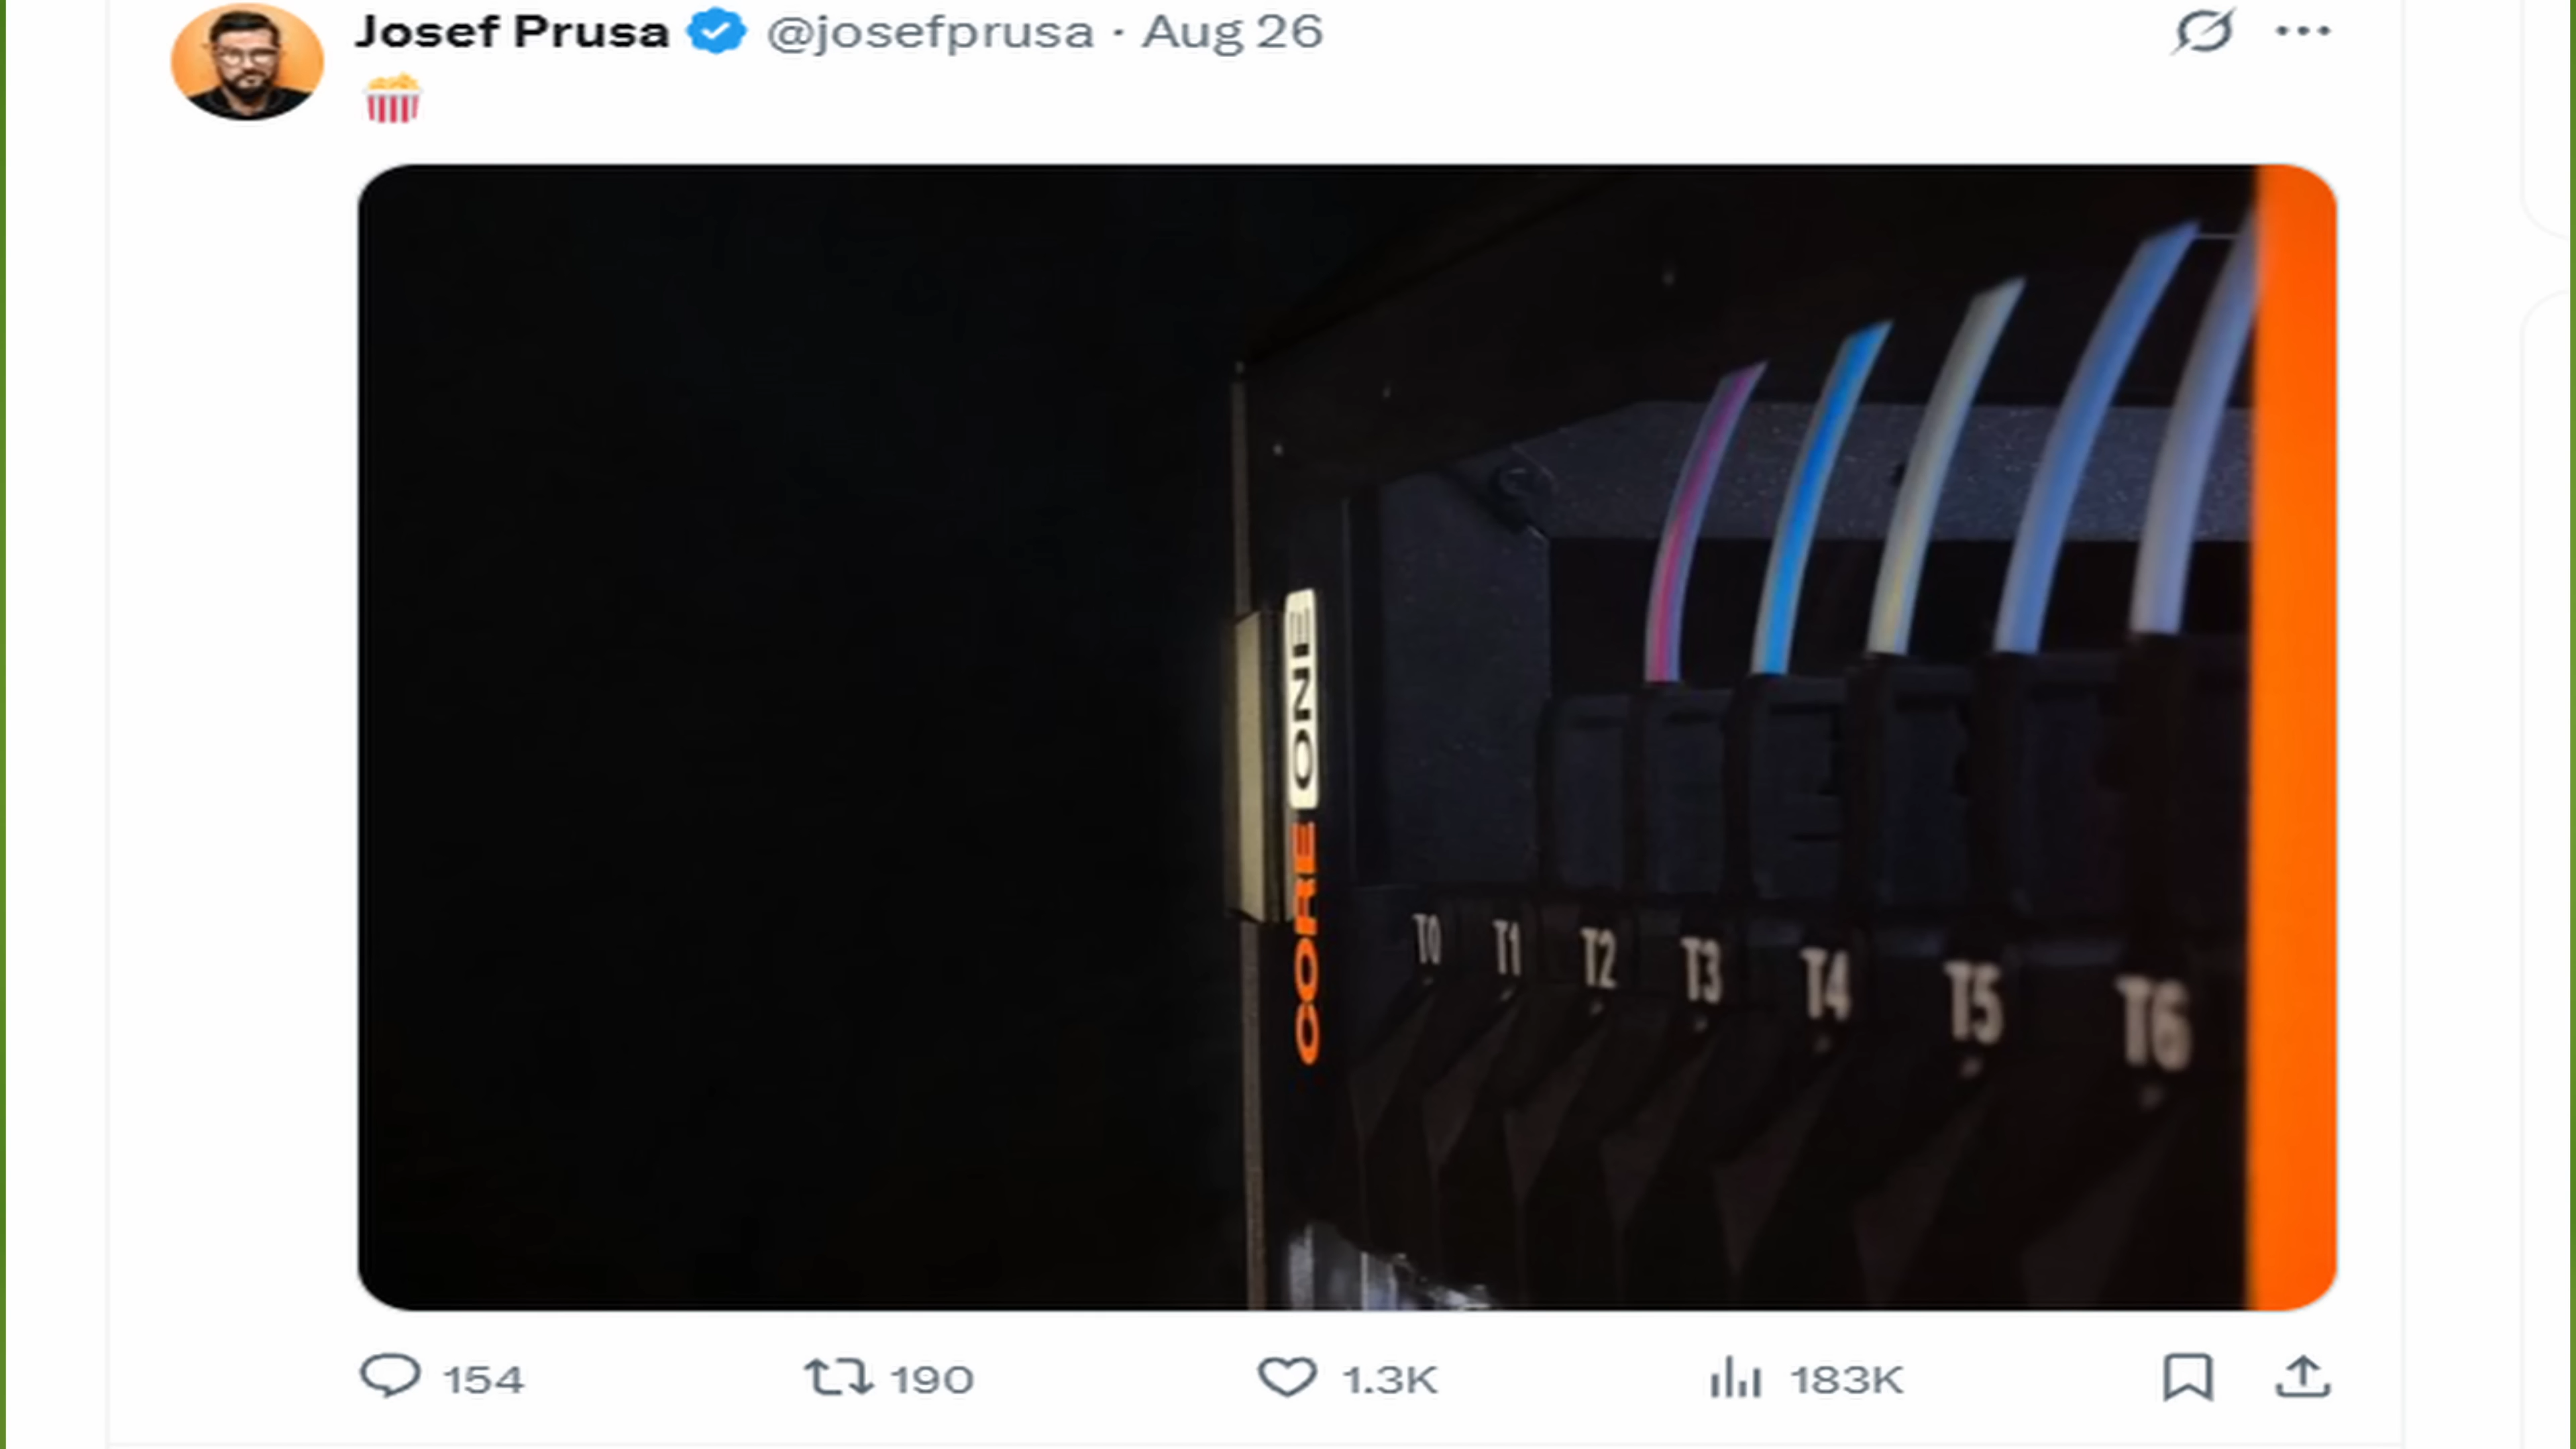 Josef Prusa @josefprusa · Aug 26
🍿
CORE ONE
T0 T1 T2 T3 T4 T5 T6
154 190 1.3K 183K